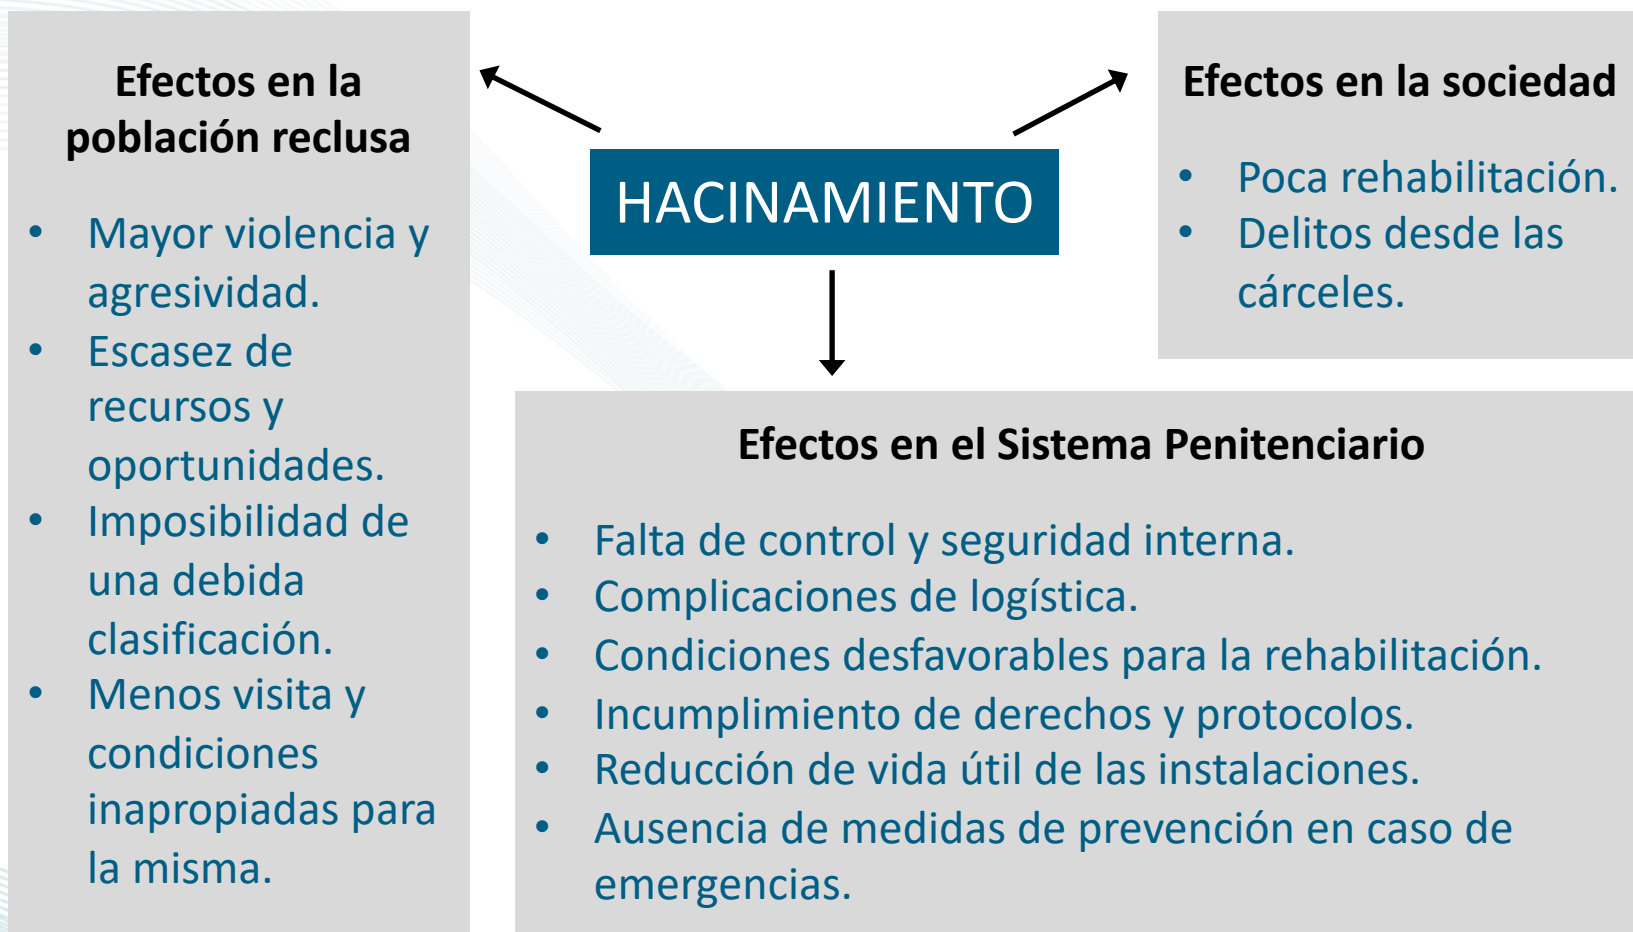 Efectos en la
población reclusa
• Mayor violencia y
agresividad.
• Escasez de
recursos y
oportunidades.
• Imposibilidad de
una debida
clasificación.
• Menos visita y
condiciones
inapropiadas para
la misma.
HACINAMIENTO
Efectos en la sociedad
• Poca rehabilitación.
• Delitos desde las
cárceles.
Efectos en el Sistema Penitenciario
• Falta de control y seguridad interna.
• Complicaciones de logística.
• Condiciones desfavorables para la rehabilitación.
• Incumplimiento de derechos y protocolos.
• Reducción de vida útil de las instalaciones.
• Ausencia de medidas de prevención en caso de
emergencias.